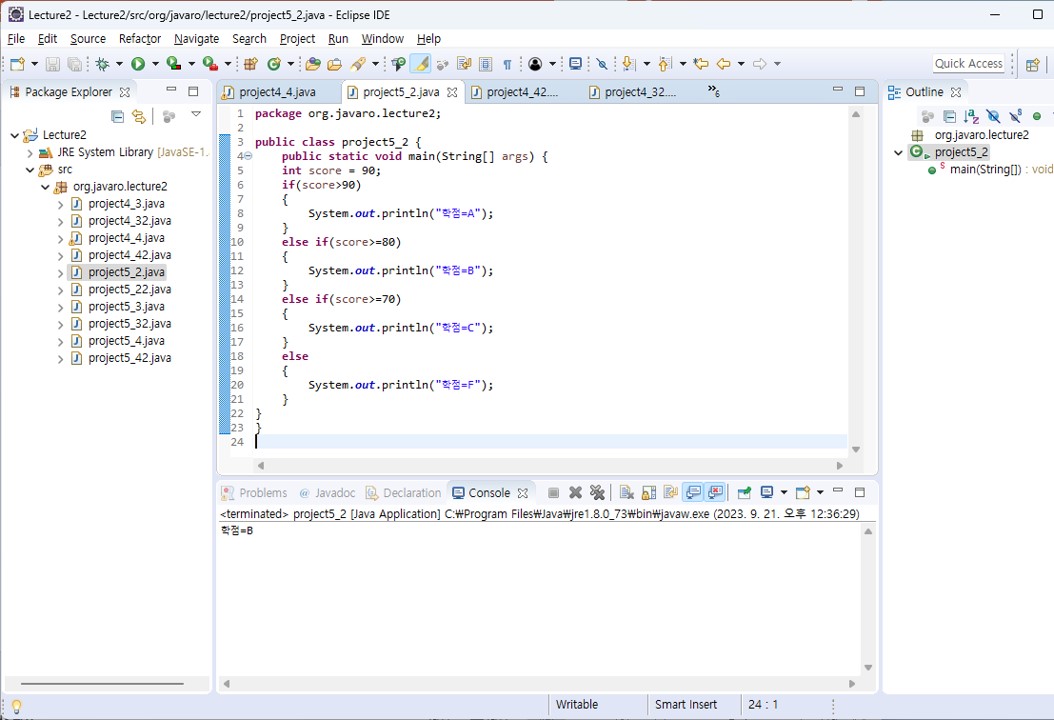 Lecture2 - Lecture2/src/org/javaro/lecture2/project5_2.java - Eclipse IDE
File Edit Source Refactor Navigate Search Project Run Window Help
Quick Access
Package Explorer
Lecture2
JRE System Library [JavaSE-1.
src
org.javaro.lecture2
project4_3.java
project4_32.java
project4_4.java
project4_42.java
project5_2.java
project5_22.java
project5_3.java
project5_32.java
project5_4.java
project5_42.java
project4_4.java project5_2.java project4_42.... project4_32.... »6
1 package org.javaro.lecture2;
2
3 public class project5_2 {
4     public static void main(String[] args) {
5     int score = 90;
6     if(score>90)
7     {
8         System.out.println("학점=A");
9     }
10     else if(score>=80)
11     {
12         System.out.println("학점=B");
13     }
14     else if(score>=70)
15     {
16         System.out.println("학점=C");
17     }
18     else
19     {
20         System.out.println("학점=F");
21     }
22 }
23 }
24
Outline
org.javaro.lecture2
project5_2
main(String[]) : void
Problems Javadoc Declaration Console
<terminated> project5_2 [Java Application] C:₩Program Files₩Java₩jre1.8.0_73₩bin₩javaw.exe (2023. 9. 21. 오후 12:36:29)
학점=B
Writable Smart Insert 24 : 1